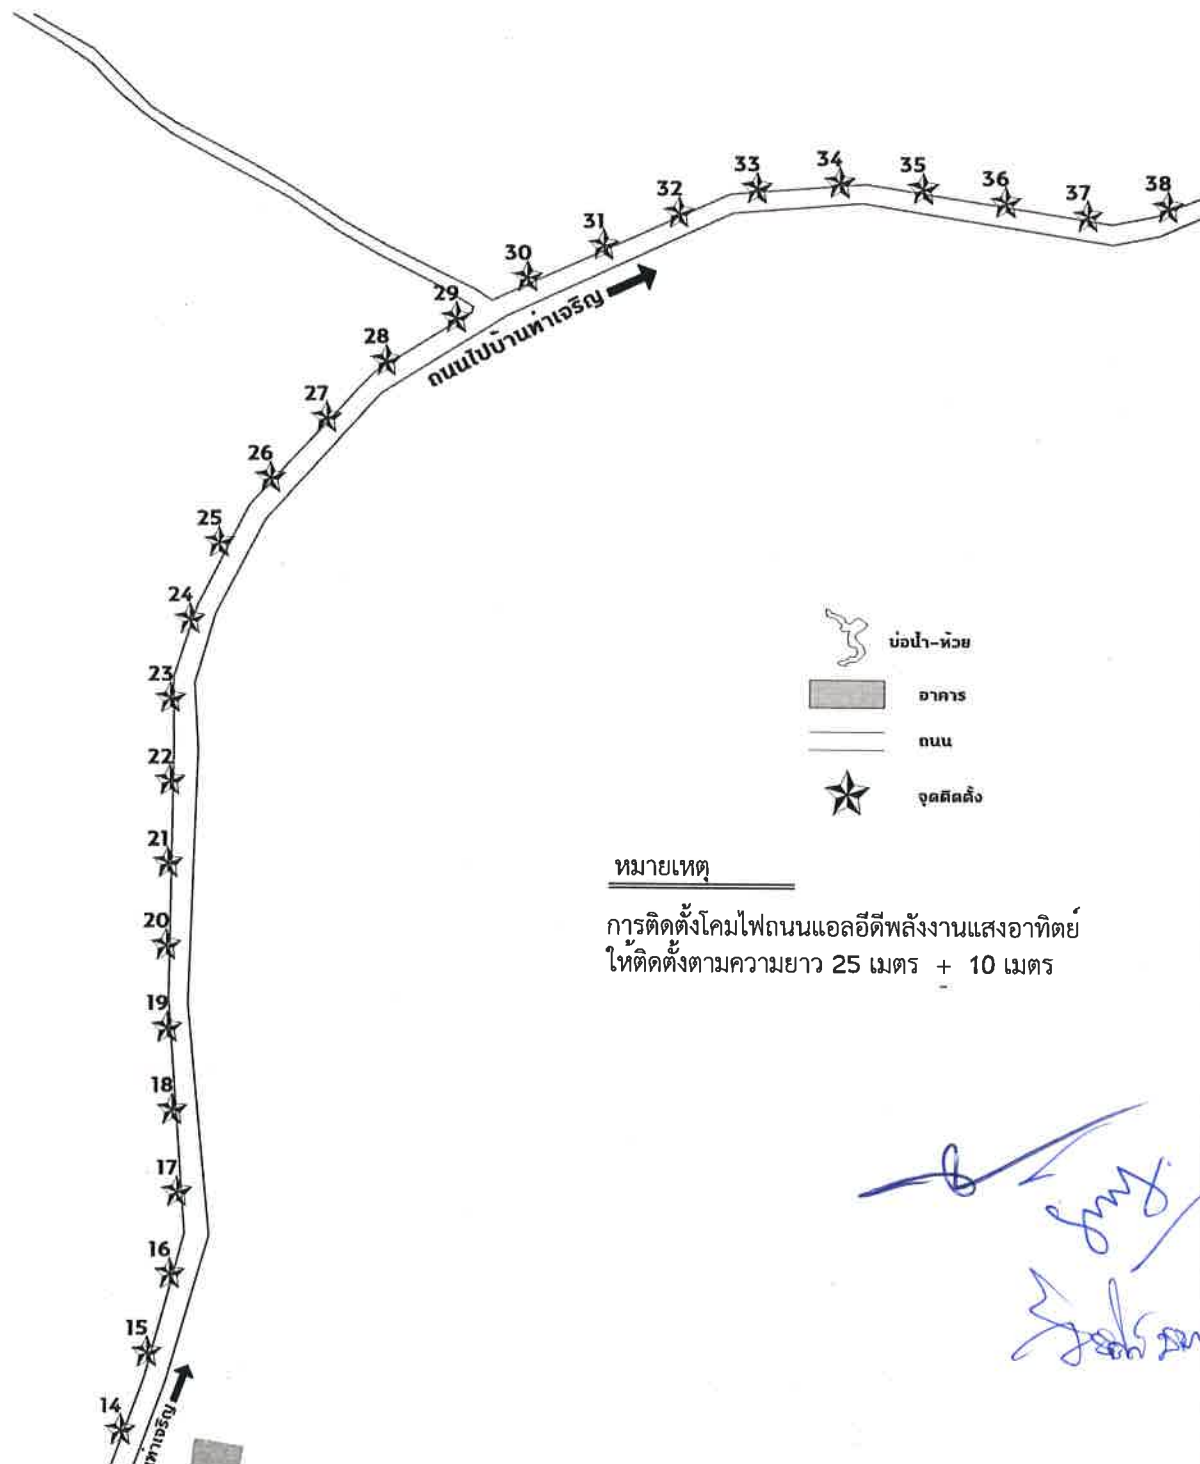 33
34
35
36
37
38
32
31
30
29
28
ถนนไปบ้านท่าเจริญ
27
26
25
24
23
22
21
20
19
18
17
16
15
14
ท่าเจริญ
บ่อน้ำ-ห้วย
อาคาร
ถนน
จุดติดตั้ง
หมายเหตุ
การติดตั้งโคมไฟถนนแอลอีดีพลังงานแสงอาทิตย์
ให้ติดตั้งตามความยาว 25 เมตร ± 10 เมตร